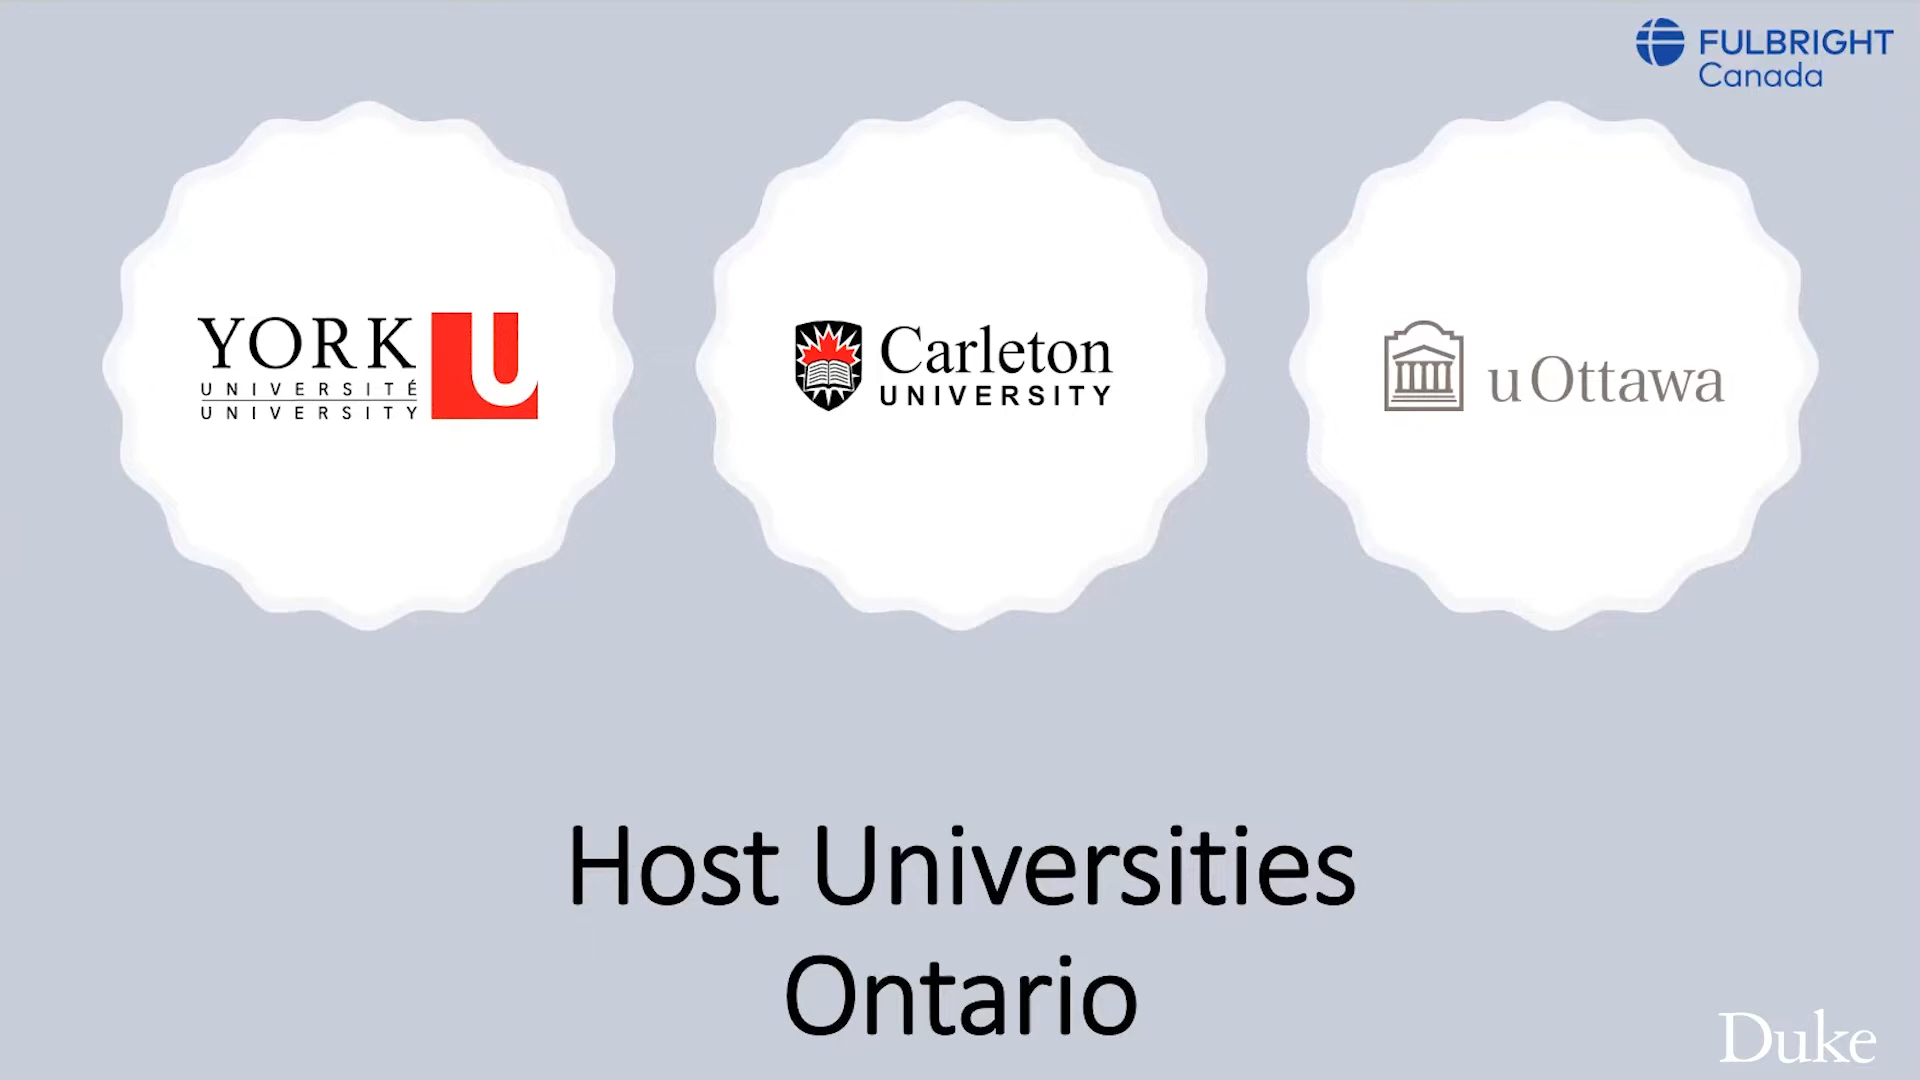 FULBRIGHT
Canada
YORK U
UNIVERSITÉ
UNIVERSITY
Carleton
UNIVERSITY
uOttawa
Host Universities
Ontario
Duke